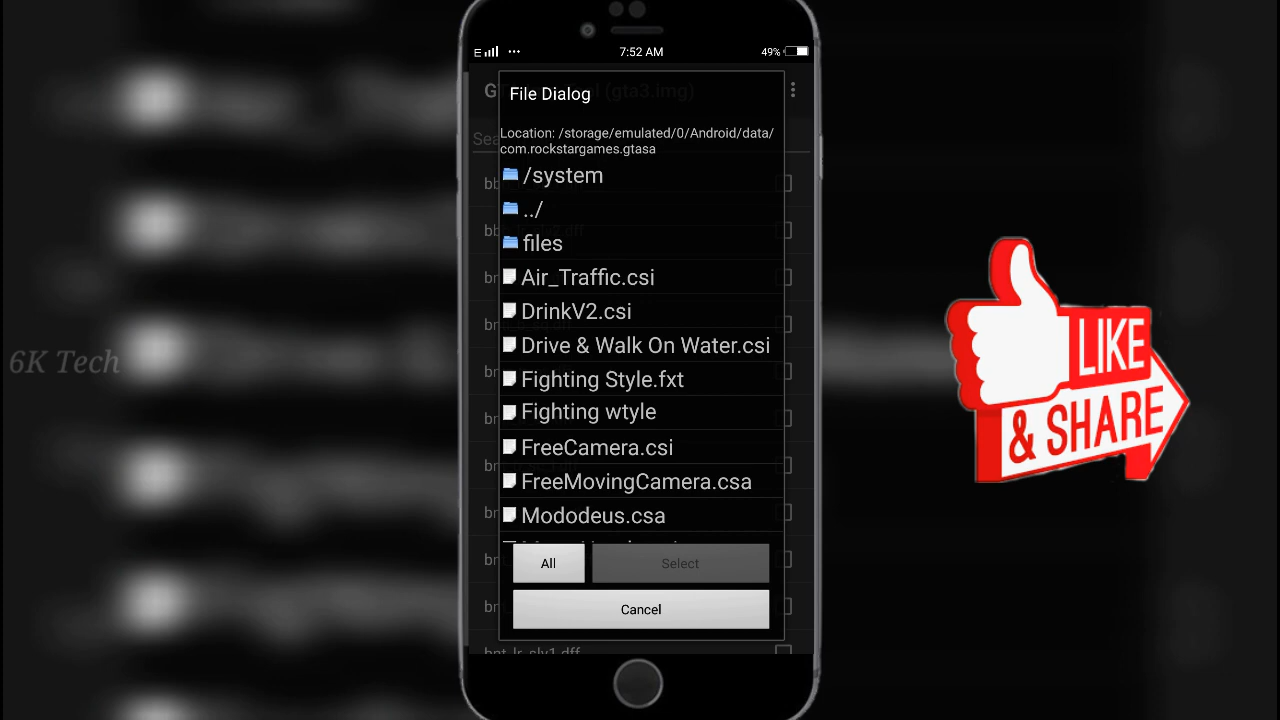 7:52 AM
49%
File Dialog
(gta3.img)
Location: /storage/emulated/0/Android/data/
com.rockstargames.gtasa
/system
../
files
Air_Traffic.csi
DrinkV2.csi
Drive & Walk On Water.csi
Fighting Style.fxt
Fighting wtyle
FreeCamera.csi
FreeMovingCamera.csa
Mododeus.csa
All
Select
Cancel
6K Tech
LIKE
& SHARE